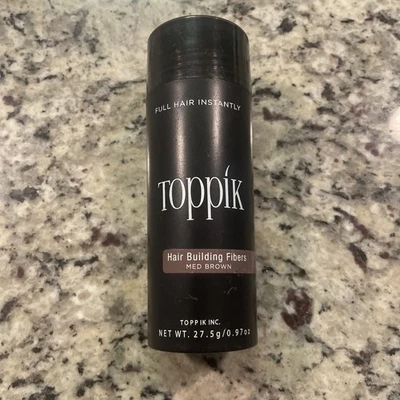 FULL HAIR INSTANTLY
Toppik
Hair Building Fibers
MED BROWN
TOPPIK INC.
NET WT. 27.5g/0.97oz